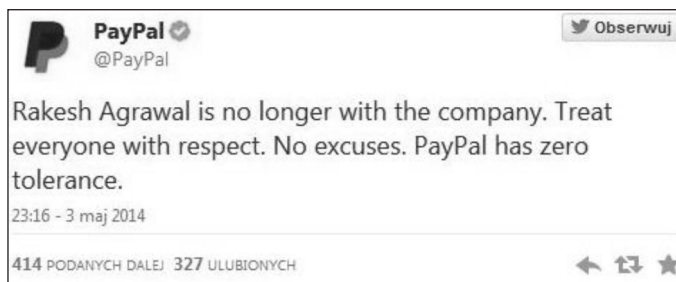 PayPal
Obserwuj
@PayPal
Rakesh Agrawal is no longer with the company. Treat
everyone with respect. No excuses. PayPal has zero
tolerance.
23:16 - 3 maj 2014
414 PODANYCH DALEJ 327 ULUBIONYCH